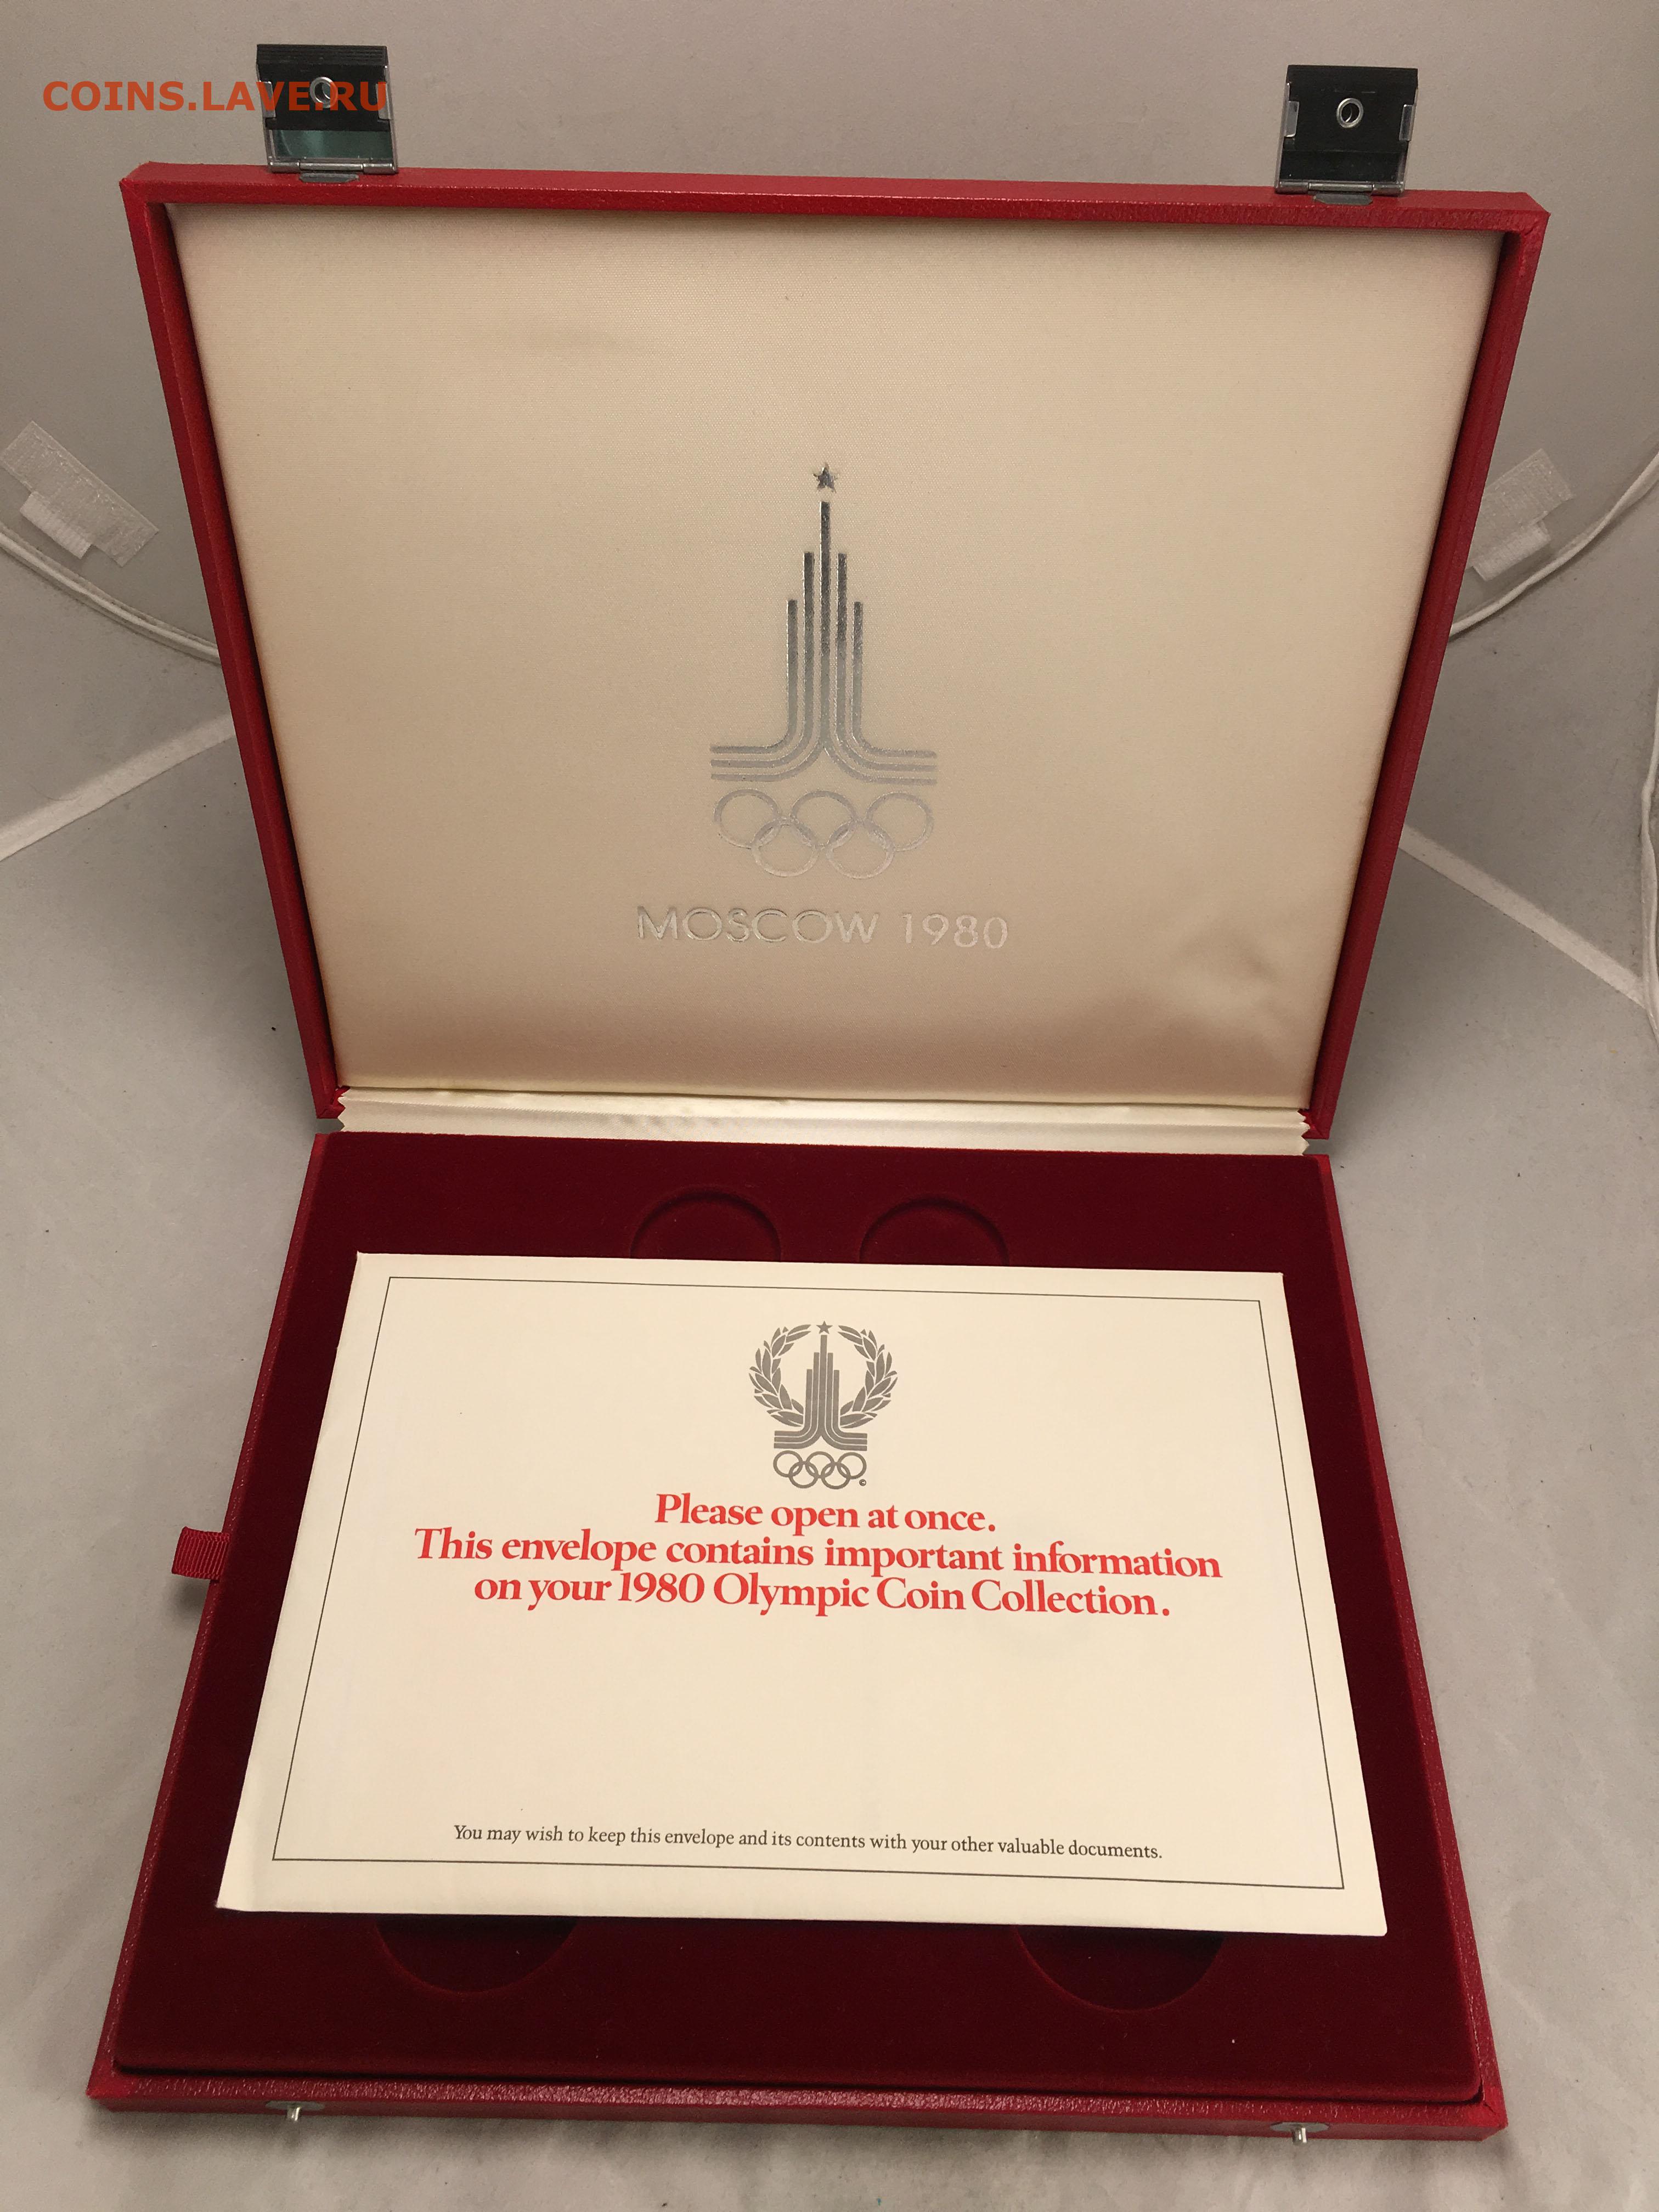 COINS.LAVE.RU
MOSCOW 1980
Please open at once.
This envelope contains important information
on your 1980 Olympic Coin Collection.
You may wish to keep this envelope and its contents with your other valuable documents.